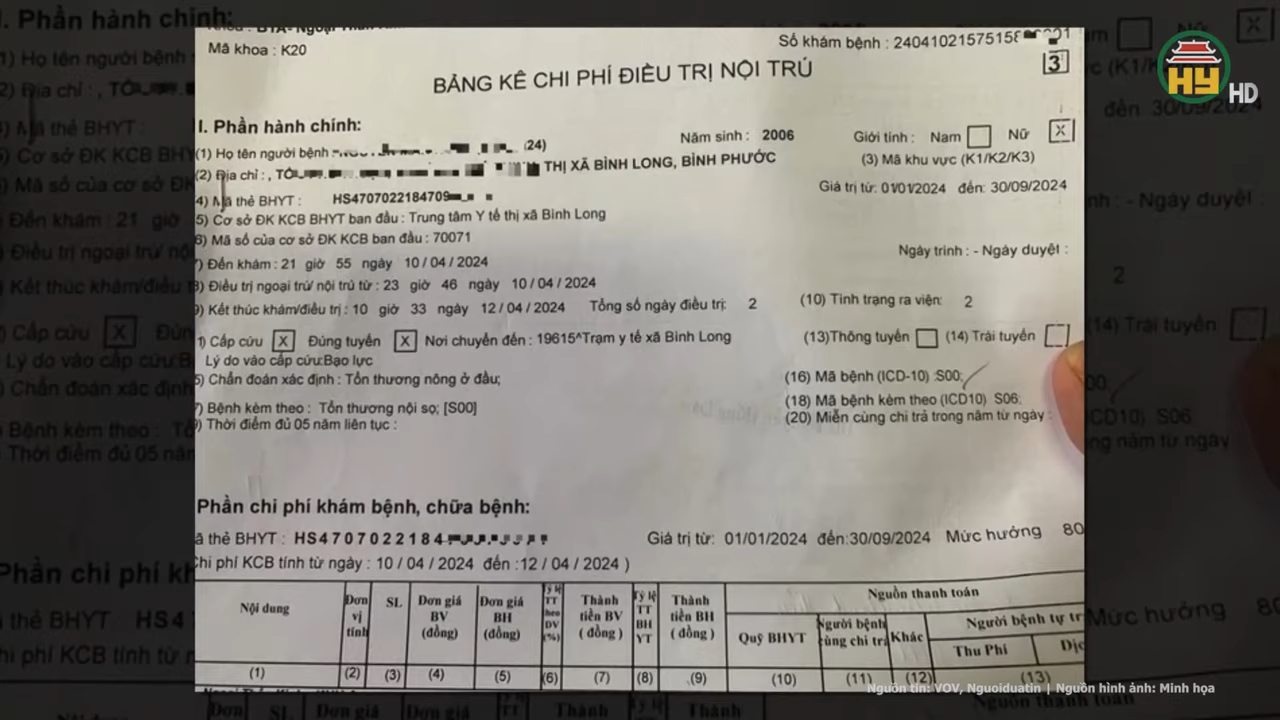 Mã khoa : K20
Số khám bệnh : 24041021575158
3
BẢNG KÊ CHI PHÍ ĐIỀU TRỊ NỘI TRÚ
I. Phần hành chính:
(1) Họ tên người bệnh (24) Năm sinh : 2006 Giới tính : Nam Nữ X
(2) Địa chỉ : , TỔ THỊ XÃ BÌNH LONG, BÌNH PHƯỚC (3) Mã khu vực (K1/K2/K3)
4) Mã thẻ BHYT : HS4707022184709 Giá trị từ: 01/01/2024 đến: 30/09/2024
5) Cơ sở ĐK KCB BHYT ban đầu : Trung tâm Y tế thị xã Bình Long
6) Mã số của cơ sở ĐK KCB ban đầu : 70071
7) Đến khám : 21 giờ 55 ngày 10 / 04 / 2024 Ngày trình : - Ngày duyệt :
8) Điều trị ngoại trú/ nội trú từ : 23 giờ 46 ngày 10 / 04 / 2024
9) Kết thúc khám/điều trị : 10 giờ 33 ngày 12 / 04 / 2024 Tổng số ngày điều trị: 2 (10) Tình trạng ra viện: 2
1) Cấp cứu X Đúng tuyến X Nơi chuyển đến : 19615^Trạm y tế xã Bình Long (13)Thông tuyến (14) Trái tuyến
Lý do vào cấp cứu:Bạo lực
5) Chẩn đoán xác định : Tổn thương nông ở đầu; (16) Mã bệnh (ICD-10) :S00;
7) Bệnh kèm theo : Tổn thương nội sọ; [S00] (18) Mã bệnh kèm theo (ICD10) S06;
9) Thời điểm đủ 05 năm liên tục : (20) Miễn cùng chi trả trong năm từ ngày :
Phần chi phí khám bệnh, chữa bệnh:
ã thẻ BHYT : HS4707022184 Giá trị từ: 01/01/2024 đến:30/09/2024 Mức hưởng 80
Chi phí KCB tính từ ngày : 10 / 04 / 2024 đến :12 / 04 / 2024 )
Nội dung Đơn vị tính SL Đơn giá BV (đồng) Đơn giá BH (đồng) Tỷ lệ TT theo DV (%) Thành tiền BV ( đồng ) Tỷ lệ TT BH YT Thành tiền BH ( đồng ) Nguồn thanh toán
Quỹ BHYT Người bệnh cùng chi trả Khác Người bệnh tự tr
Thu Phí Dịc
(1) (2) (3) (4) (5) (6) (7) (8) (9) (10) (11) (12) (13)
HY HD
Nguồn tin: VOV, Nguoiduatin | Nguồn hình ảnh: Minh họa